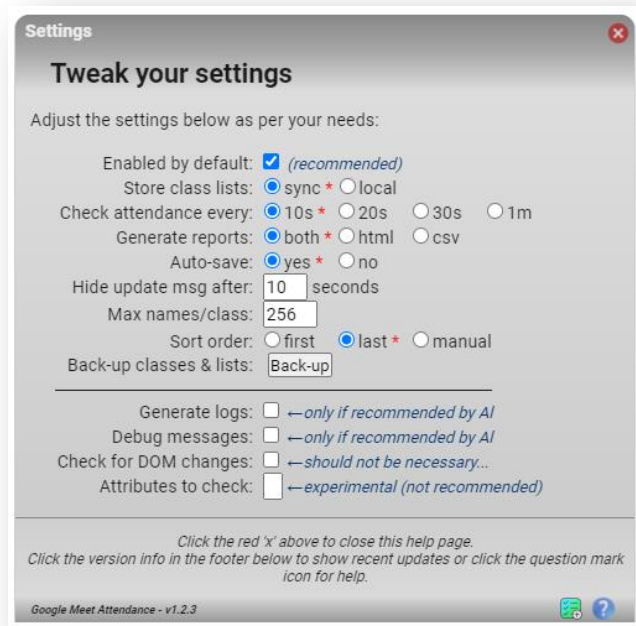 Settings
Tweak your settings
Adjust the settings below as per your needs:
Enabled by default: (recommended)
Store class lists: sync * local
Check attendance every: 10s * 20s 30s 1m
Generate reports: both * html csv
Auto-save: yes * no
Hide update msg after: 10 seconds
Max names/class: 256
Sort order: first last * manual
Back-up classes & lists: Back-up
Generate logs: ←only if recommended by Al
Debug messages: ←only if recommended by Al
Check for DOM changes: ←should not be necessary...
Attributes to check: ←experimental (not recommended)
Click the red 'x' above to close this help page.
Click the version info in the footer below to show recent updates or click the question mark
icon for help.
Google Meet Attendance - v1.2.3